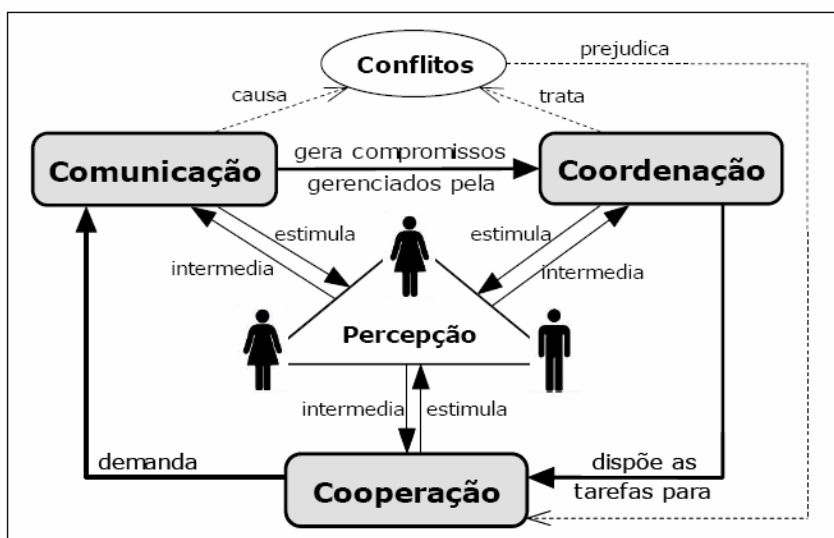 Conflitos
prejudica
causa
trata
Comunicação
gera compromissos
gerenciados pela
Coordenação
estimula
estimula
intermedia
intermedia
Percepção
intermedia
estimula
demanda
Cooperação
dispõe as
tarefas para